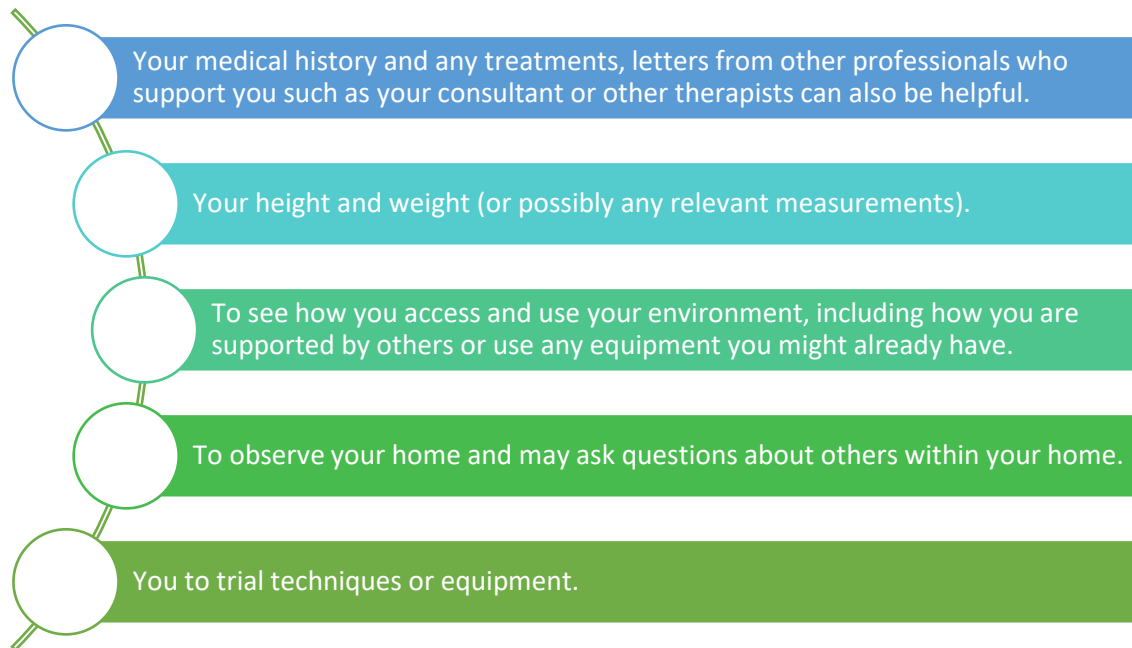 Your medical history and any treatments, letters from other professionals who
support you such as your consultant or other therapists can also be helpful.
Your height and weight (or possibly any relevant measurements).
To see how you access and use your environment, including how you are
supported by others or use any equipment you might already have.
To observe your home and may ask questions about others within your home.
You to trial techniques or equipment.